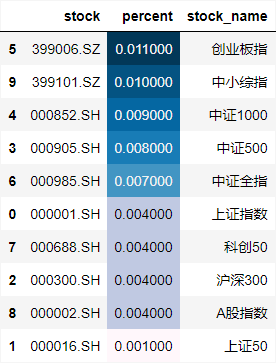 stock percent stock_name
5 399006.SZ 0.011000 创业板指
9 399101.SZ 0.010000 中小综指
4 000852.SH 0.009000 中证1000
3 000905.SH 0.008000 中证500
6 000985.SH 0.007000 中证全指
0 000001.SH 0.004000 上证指数
7 000688.SH 0.004000 科创50
2 000300.SH 0.004000 沪深300
8 000002.SH 0.004000 A股指数
1 000016.SH 0.001000 上证50